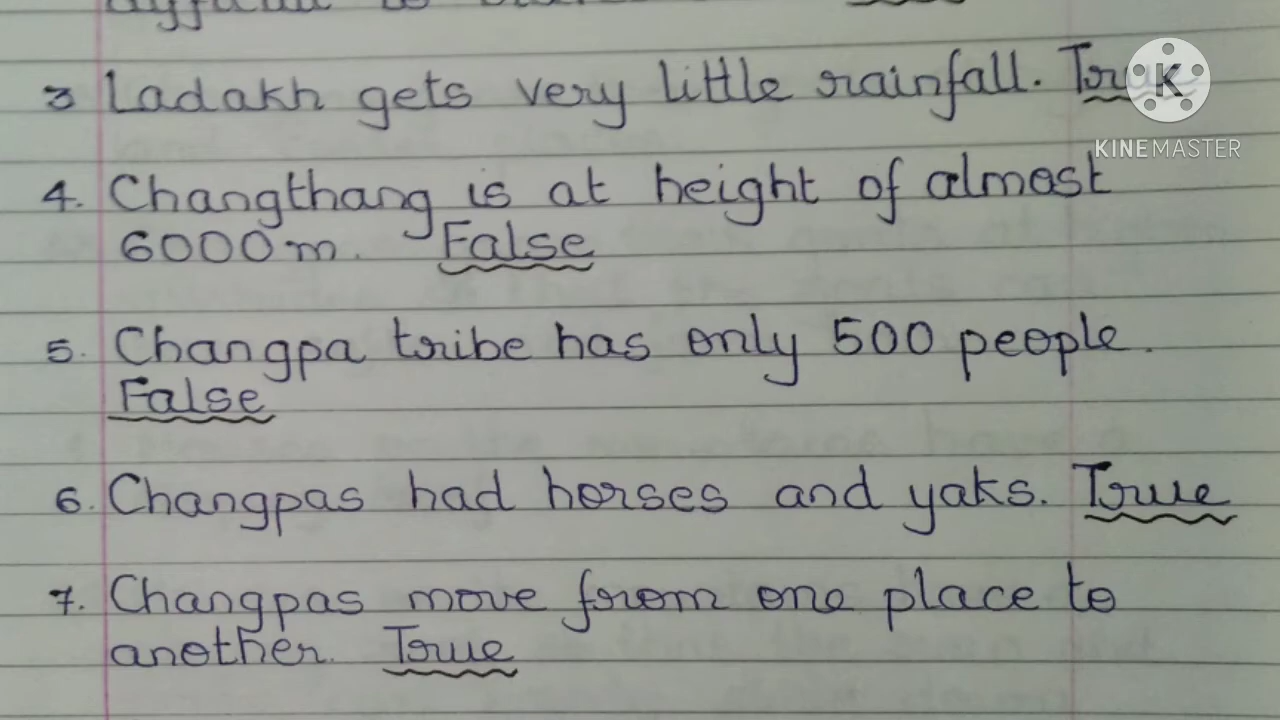 3 Ladakh gets very little rainfall. True
K
KINEMASTER
4. Changthang is at height of almost
6000m. False
5. Changpa tribe has only 500 people.
False
6. Changpas had horses and yaks. True
7. Changpas move from one place to
another. True